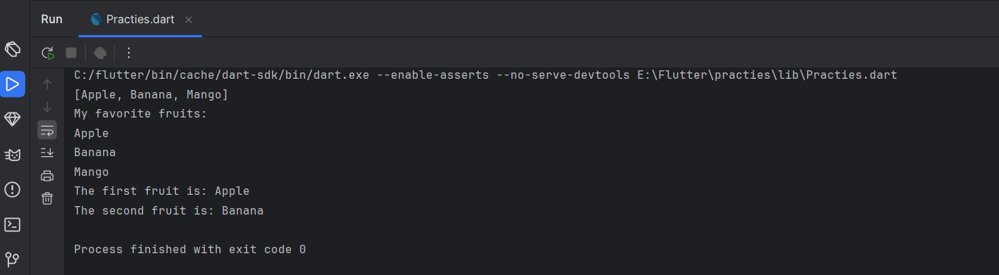 Run Practies.dart
C:/flutter/bin/cache/dart-sdk/bin/dart.exe --enable-asserts --no-serve-devtools E:\Flutter\practies\lib\Practies.dart
[Apple, Banana, Mango]
My favorite fruits:
Apple
Banana
Mango
The first fruit is: Apple
The second fruit is: Banana
Process finished with exit code 0